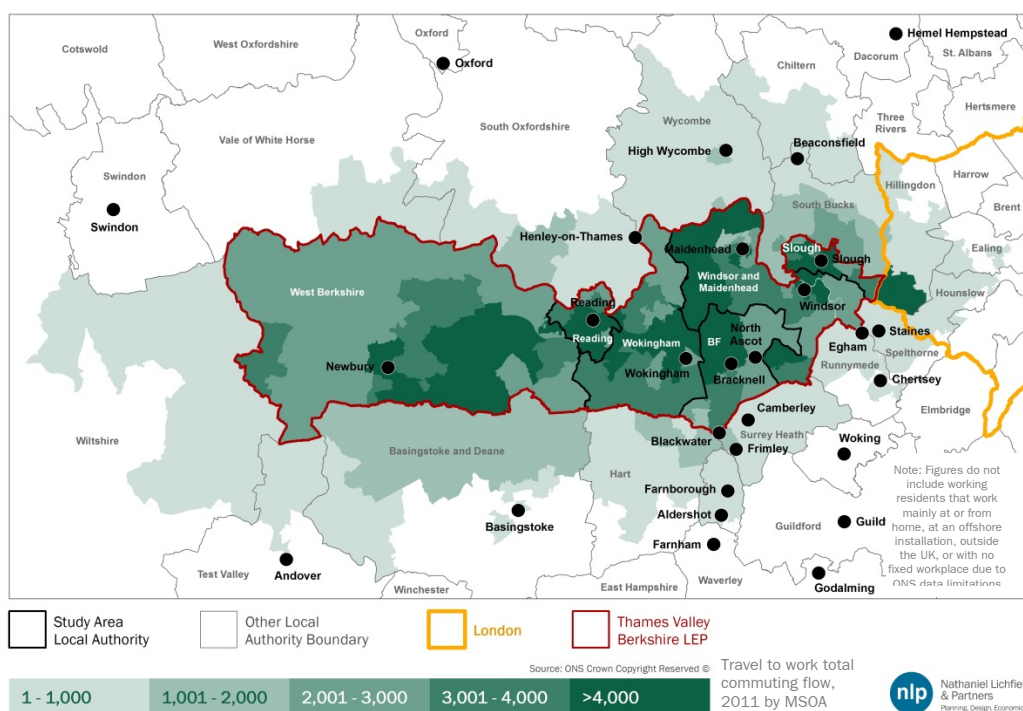 Cotswold
West Oxfordshire
Oxford
Oxford
Hemel Hempstead
Dacorum
St. Albans
Chiltern
Hertsmere
Three
Rivers
South Oxfordshire
Wycombe
Vale of White Horse
High Wycombe
Beaconsfield
Swindon
Swindon
Hillingdon
Harrow
Brent
South Bucks
Henley-on-Thames
Maidenhead
Slough
Slough
Ealing
Windsor and
Maidenhead
West Berkshire
Windsor
Hounslow
Reading
Reading
Wokingham
BF
North
Ascot
Egham
Staines
Spelthorne
Runnymede
Newbury
Wokingham
Bracknell
Chertsey
Camberley
Elmbridge
Wiltshire
Basingstoke and Deane
Blackwater
Surrey Heath
Frimley
Woking
Hart
Farnborough
Aldershot
Basingstoke
Guildford
Guild
Farnham
Test Valley
Andover
Winchester
East Hampshire
Waverley
Godalming
Note: Figures do not
include working
residents that work
mainly at or from
home, at an offshore
installation, outside
the UK, or with no
fixed workplace due to
ONS data limitations
Study Area
Local Authority
Other Local
Authority Boundary
London
Thames Valley
Berkshire LEP
Source: ONS Crown Copyright Reserved ©
1 - 1,000
1,001 - 2,000
2,001 - 3,000
3,001 - 4,000
>4,000
Travel to work total
commuting flow,
2011 by MSOA
nlp
Nathaniel Lichfiel
& Partners
Planning, Design, Economic